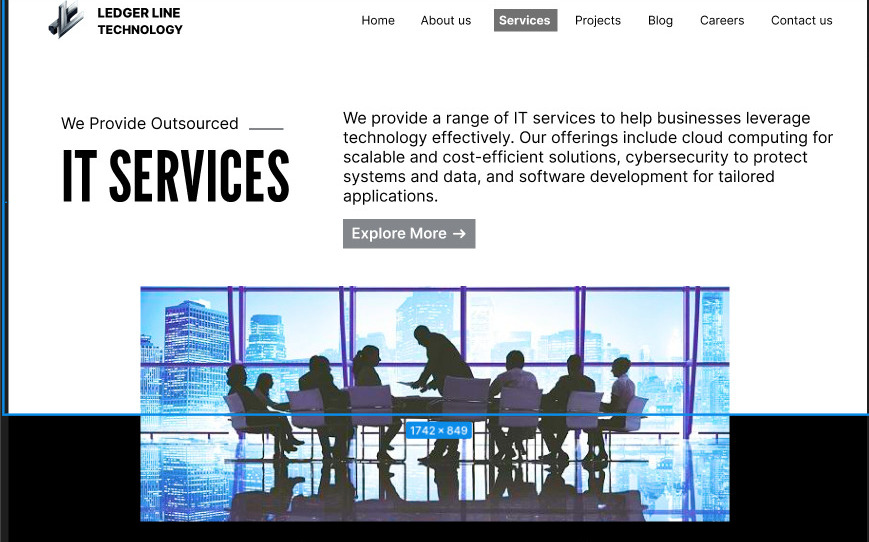 LEDGER LINE
TECHNOLOGY
Home About us Services Projects Blog Careers Contact us
We Provide Outsourced
IT SERVICES
We provide a range of IT services to help businesses leverage
technology effectively. Our offerings include cloud computing for
scalable and cost-efficient solutions, cybersecurity to protect
systems and data, and software development for tailored
applications.
Explore More →
1742 × 849